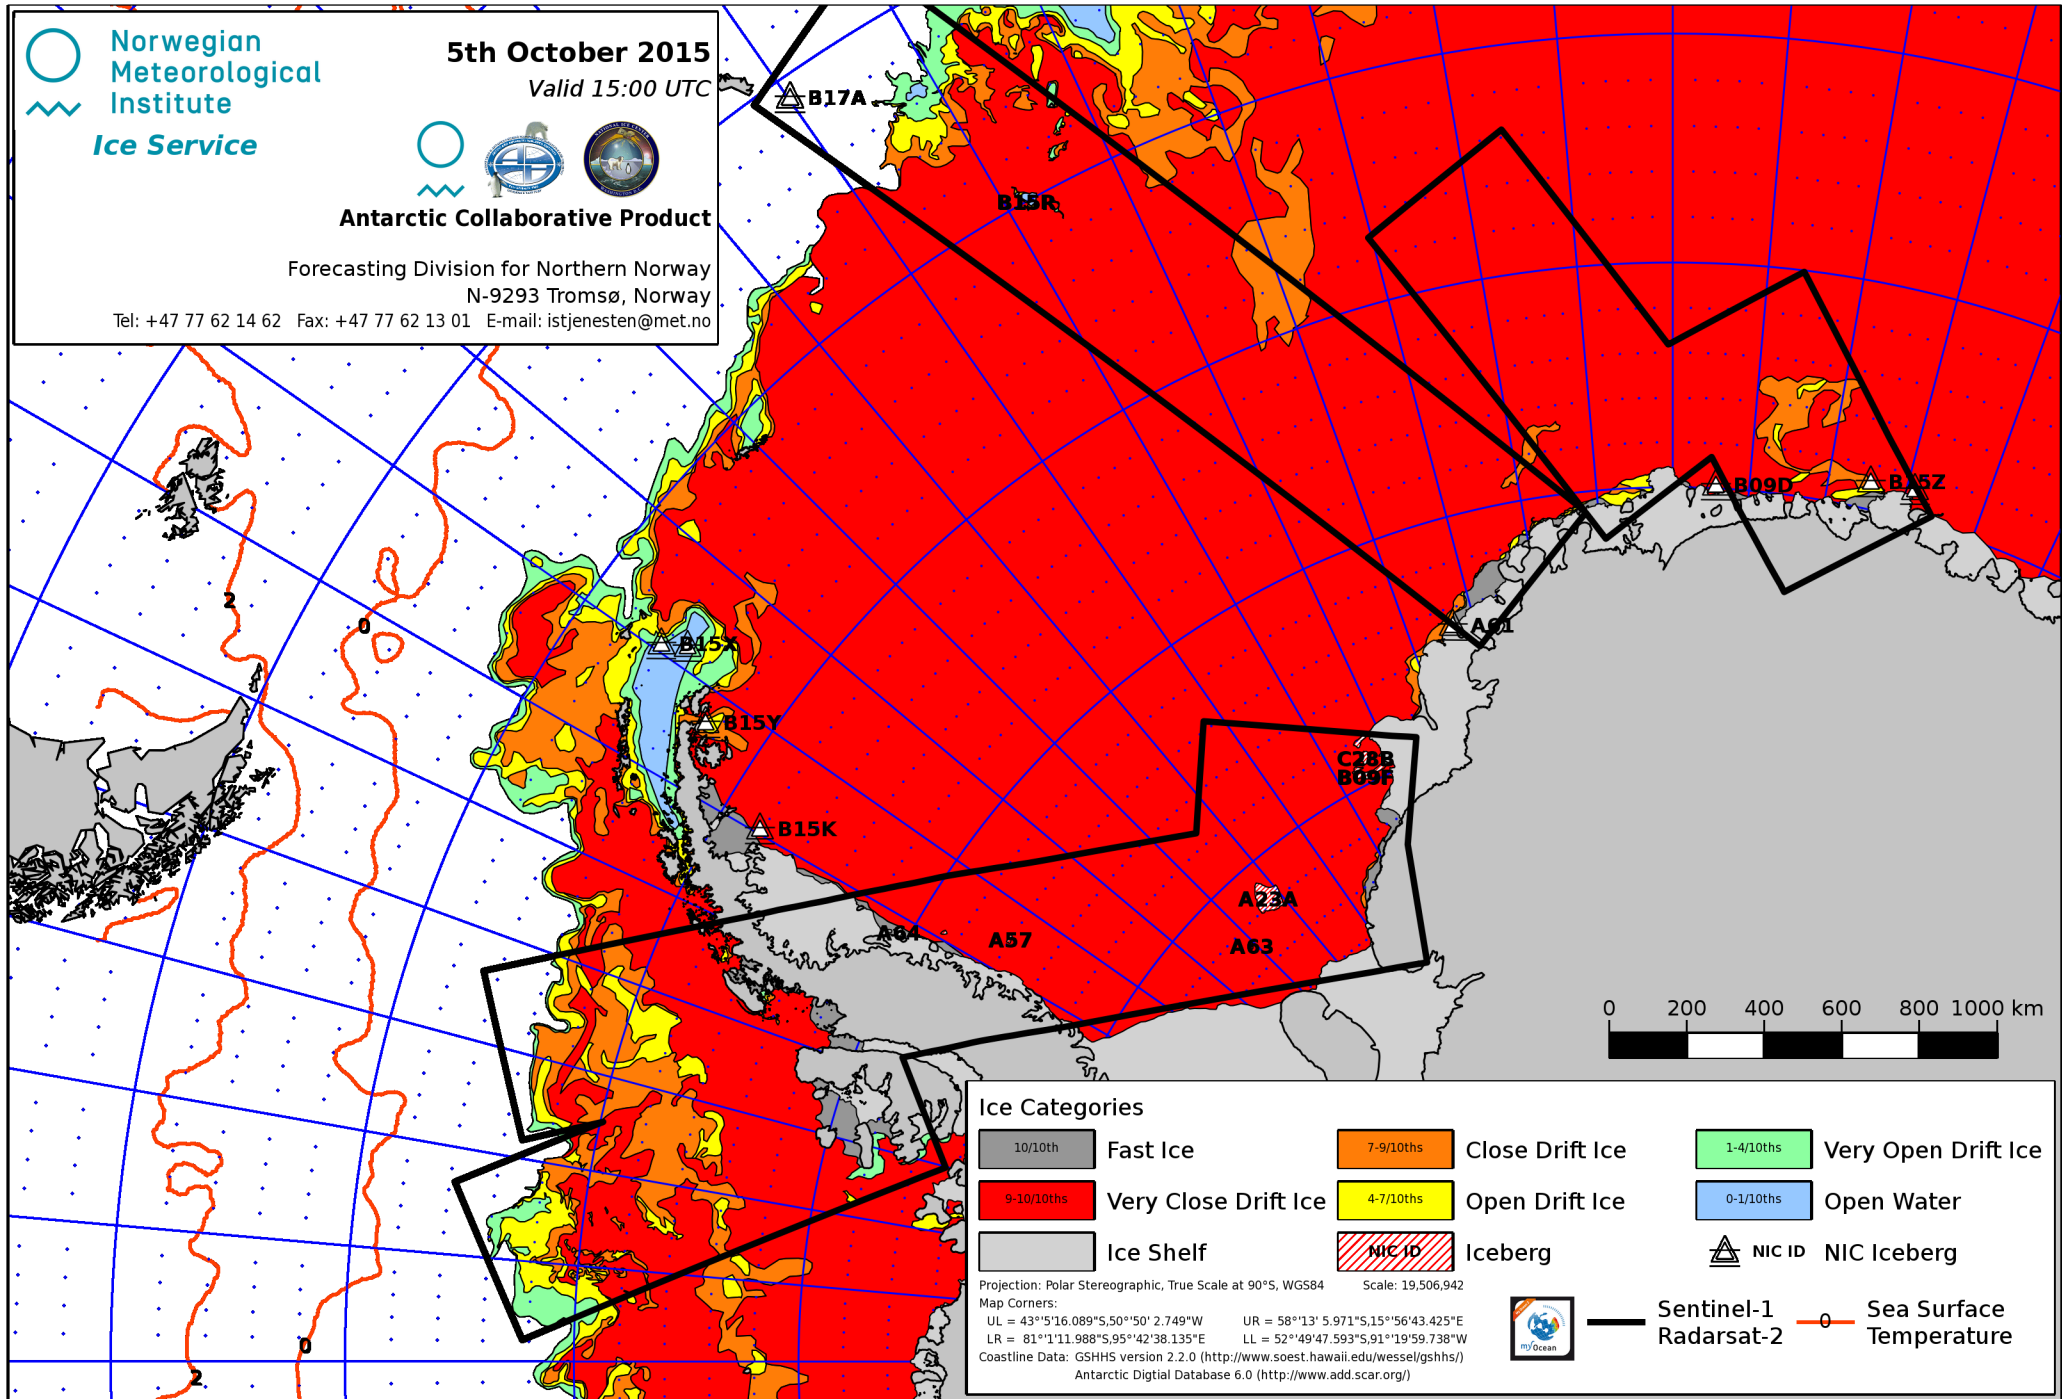 Norwegian
Meteorological
Institute
Ice Service
5th October 2015
Valid 15:00 UTC
Antarctic Collaborative Product
Forecasting Division for Northern Norway
N-9293 Tromsø, Norway
Tel: +47 77 62 14 62 Fax: +47 77 62 13 01 E-mail: istjenesten@met.no
B17A
B15R
B09D
B15Z
A61
2
0
B15X
B15Y
C28B
B09F
B15K
A23A
A64
A57
A63
0 200 400 600 800 1000 km
Ice Categories
10/10th Fast Ice
7-9/10ths Close Drift Ice
1-4/10ths Very Open Drift Ice
9-10/10ths Very Close Drift Ice
4-7/10ths Open Drift Ice
0-1/10ths Open Water
Ice Shelf
NIC ID Iceberg
NIC ID NIC Iceberg
Projection: Polar Stereographic, True Scale at 90°S, WGS84 Scale: 19,506,942
Map Corners:
UL = 43°'5'16.089"S,50°'50' 2.749"W UR = 58°'13' 5.971"S,15°'56'43.425"E
LR = 81°'1'11.988"S,95°'42'38.135"E LL = 52°'49'47.593"S,91°'19'59.738"W
Coastline Data: GSHHS version 2.2.0 (http://www.soest.hawaii.edu/wessel/gshhs/)
Antarctic Digtial Database 6.0 (http://www.add.scar.org/)
my Ocean
Sentinel-1
Radarsat-2
0
Sea Surface
Temperature
0
2